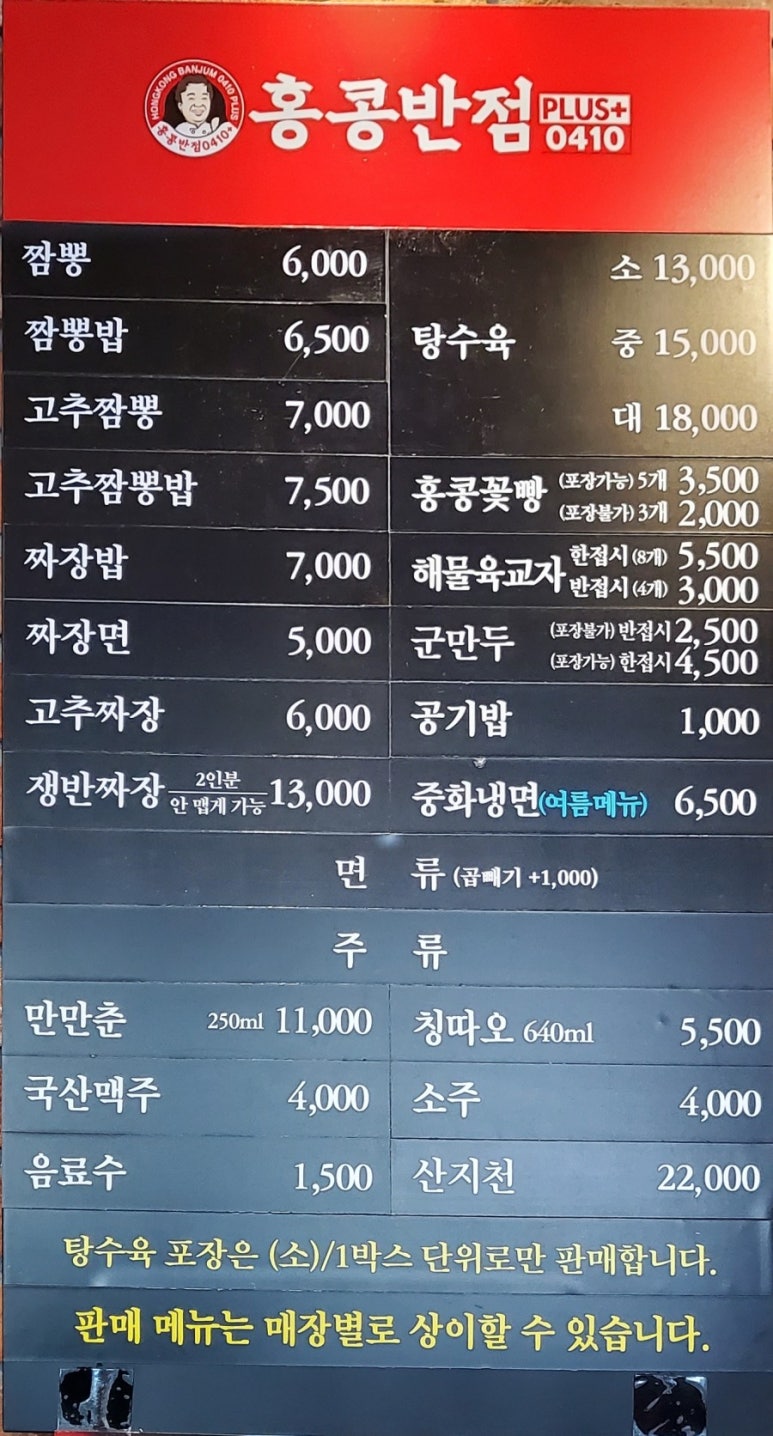 HONGKONG BANJUM 0410 PLUS
홍콩반점0410+
홍콩반점 PLUS+ 0410
짬뽕 6,000
짬뽕밥 6,500
고추짬뽕 7,000
고추짬뽕밥 7,500
짜장밥 7,000
짜장면 5,000
고추짜장 6,000
쟁반짜장 2인분 안 맵게 가능 13,000
탕수육
소 13,000
중 15,000
대 18,000
홍콩꽃빵 (포장가능) 5개 3,500
(포장불가) 3개 2,000
해물육교자 한접시 (8개) 5,500
반접시 (4개) 3,000
군만두 (포장불가) 반접시 2,500
(포장가능) 한접시 4,500
공기밥 1,000
중화냉면(여름메뉴) 6,500
면 류 (곱빼기 +1,000)
주 류
만만춘 250ml 11,000
국산맥주 4,000
음료수 1,500
칭따오 640ml 5,500
소주 4,000
산지천 22,000
탕수육 포장은 (소)/1박스 단위로만 판매합니다.
판매 메뉴는 매장별로 상이할 수 있습니다.